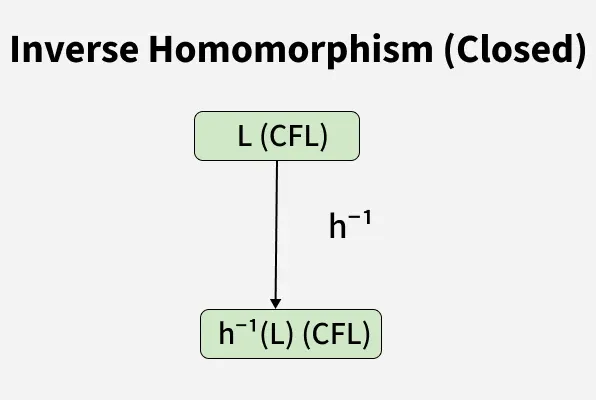 Inverse Homomorphism (Closed)
L (CFL)
h⁻¹
h⁻¹(L) (CFL)